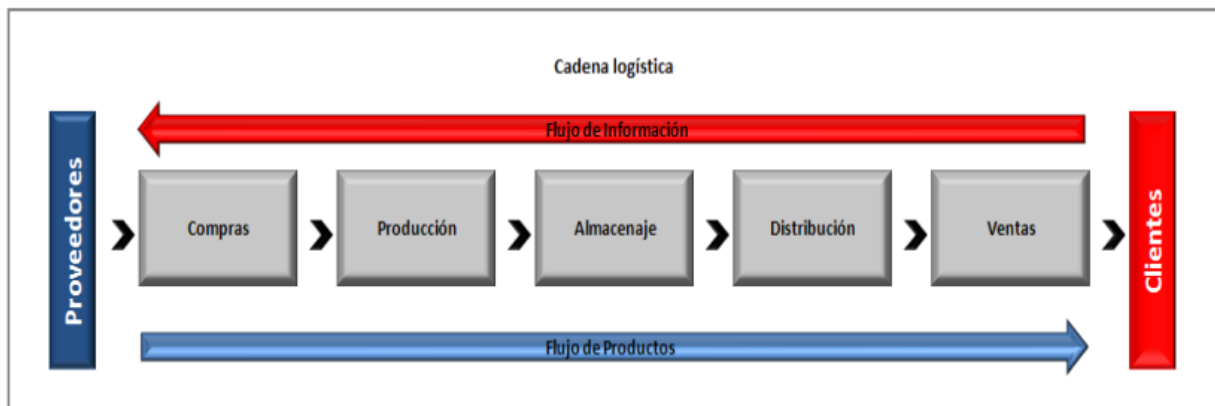 Cadena logística
Flujo de Información
Proveedores
Compras
Producción
Almacenaje
Distribución
Ventas
Clientes
Flujo de Productos